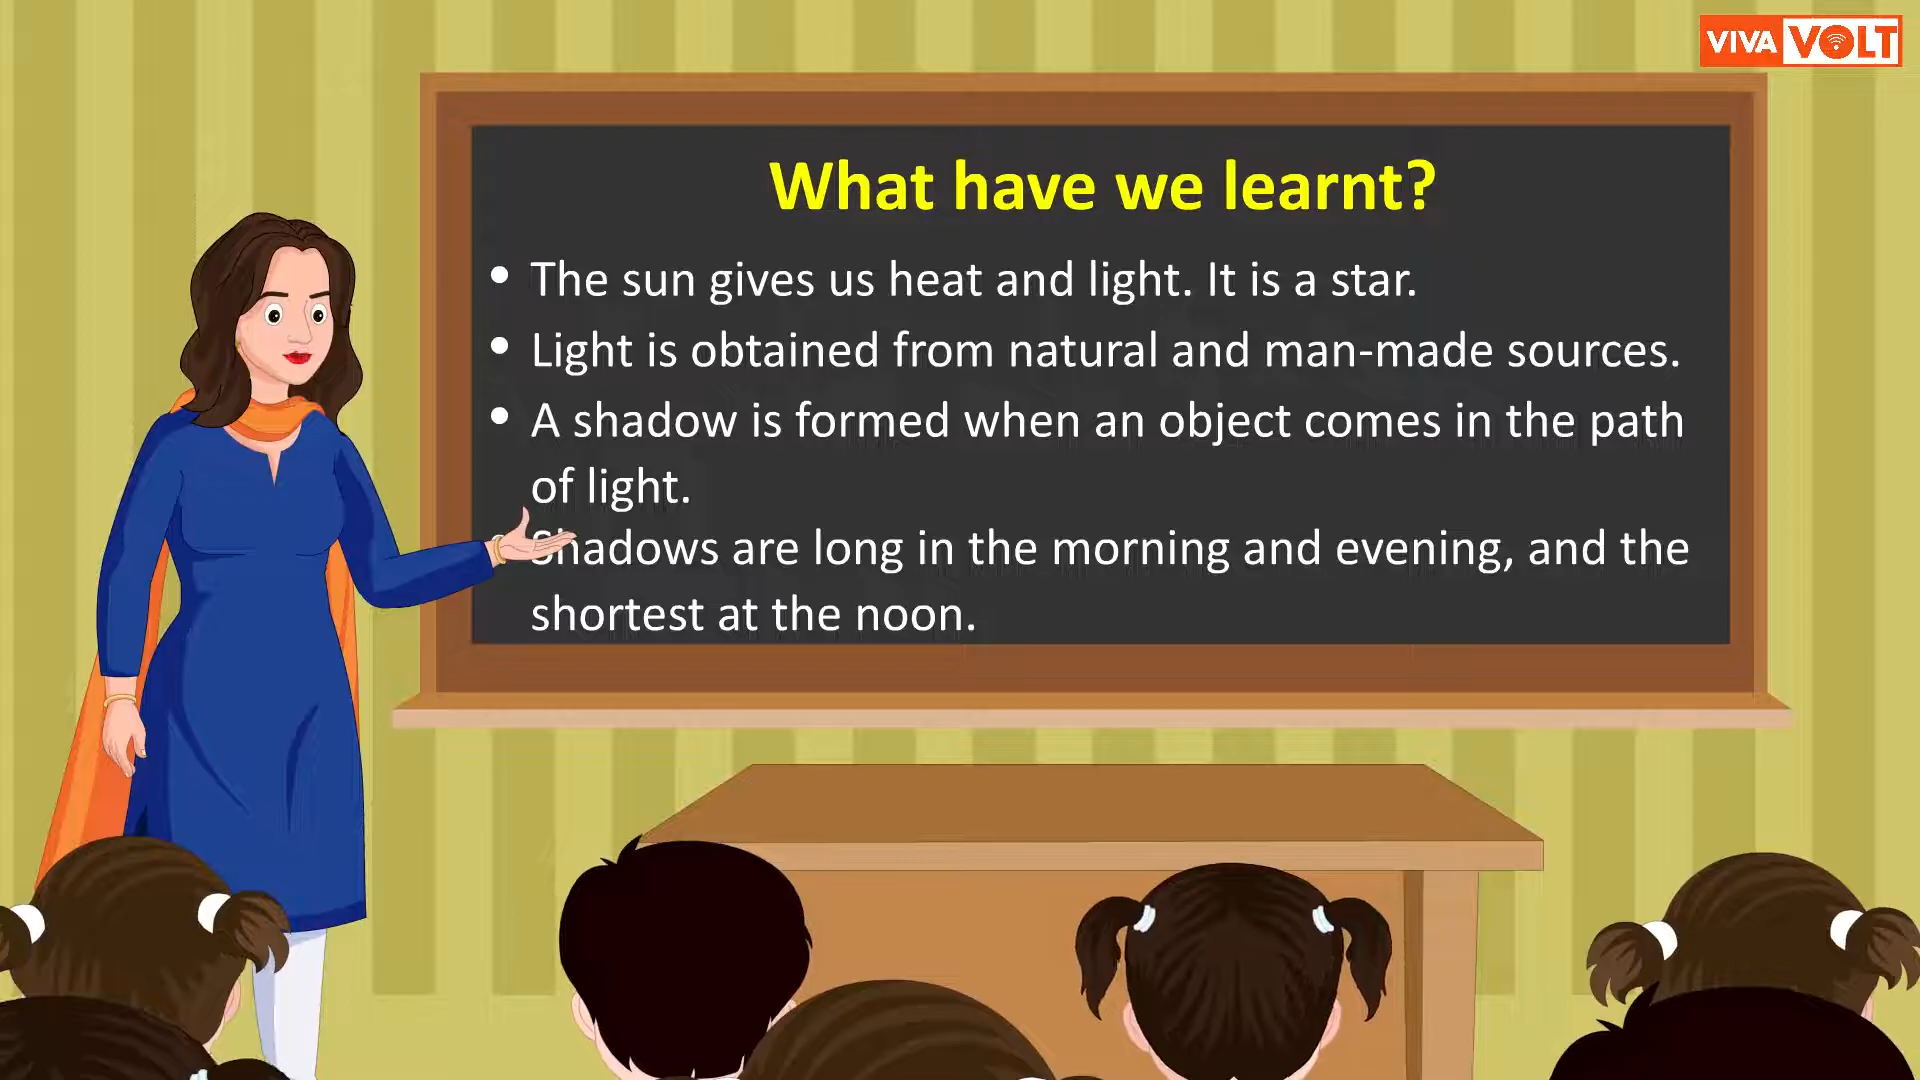 VIVA VOLT
What have we learnt?
• The sun gives us heat and light. It is a star.
• Light is obtained from natural and man-made sources.
• A shadow is formed when an object comes in the path
of light.
• Shadows are long in the morning and evening, and the
shortest at the noon.